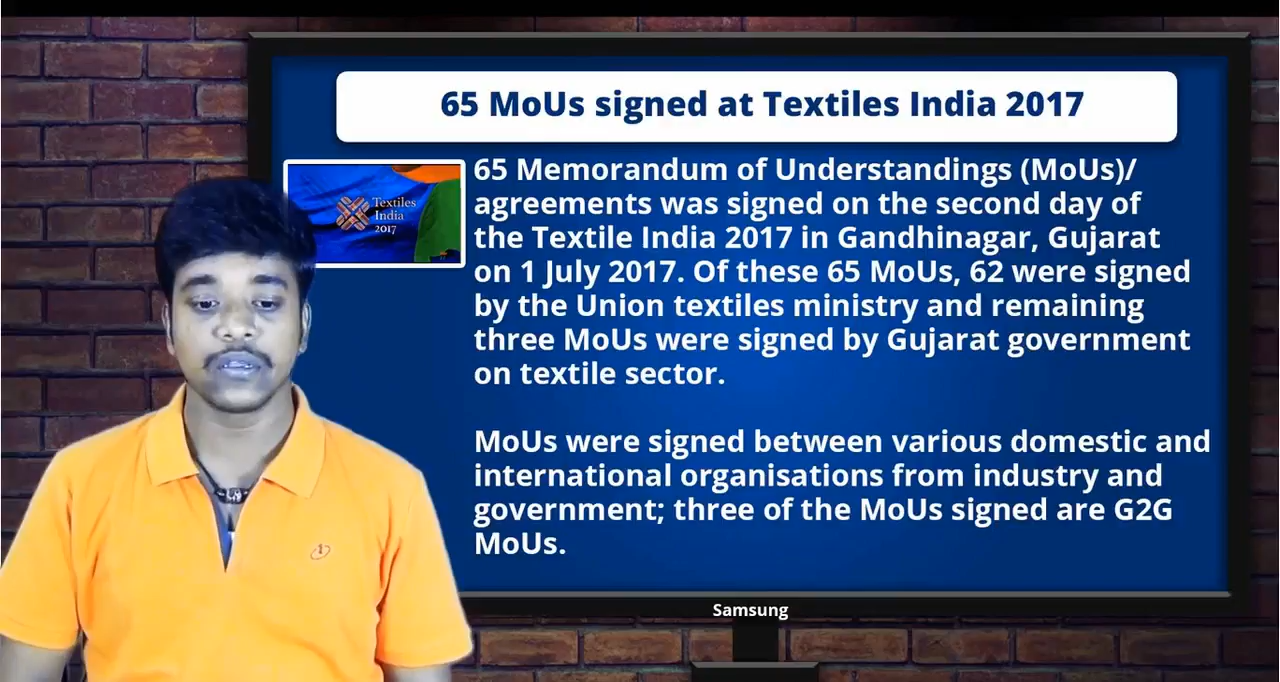 65 MoUs signed at Textiles India 2017
Textiles
India
2017
65 Memorandum of Understandings (MoUs)/
agreements was signed on the second day of
the Textile India 2017 in Gandhinagar, Gujarat
on 1 July 2017. Of these 65 MoUs, 62 were signed
by the Union textiles ministry and remaining
three MoUs were signed by Gujarat government
on textile sector.
MoUs were signed between various domestic and
international organisations from industry and
government; three of the MoUs signed are G2G
MoUs.
Samsung